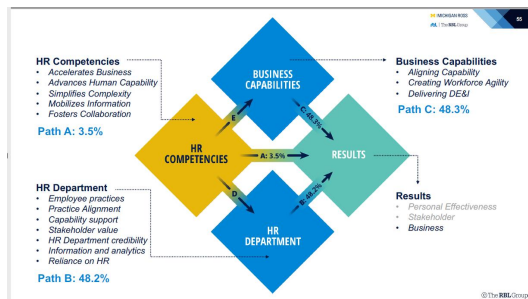 MICHIGAN ROSS
The RBL Group
55
HR Competencies
• Accelerates Business
• Advances Human Capability
• Simplifies Complexity
• Mobilizes Information
• Fosters Collaboration
Path A: 3.5%
BUSINESS
CAPABILITIES
Business Capabilities
• Aligning Capability
• Creating Workforce Agility
• Delivering DE&I
Path C: 48.3%
E
C: 48.3%
HR
COMPETENCIES
A: 3.5%
RESULTS
D
B: 48.2%
HR
DEPARTMENT
HR Department
• Employee practices
• Practice Alignment
• Capability support
• Stakeholder value
• HR Department credibility
• Information and analytics
• Reliance on HR
Path B: 48.2%
Results
• Personal Effectiveness
• Stakeholder
• Business
©The RBL Group